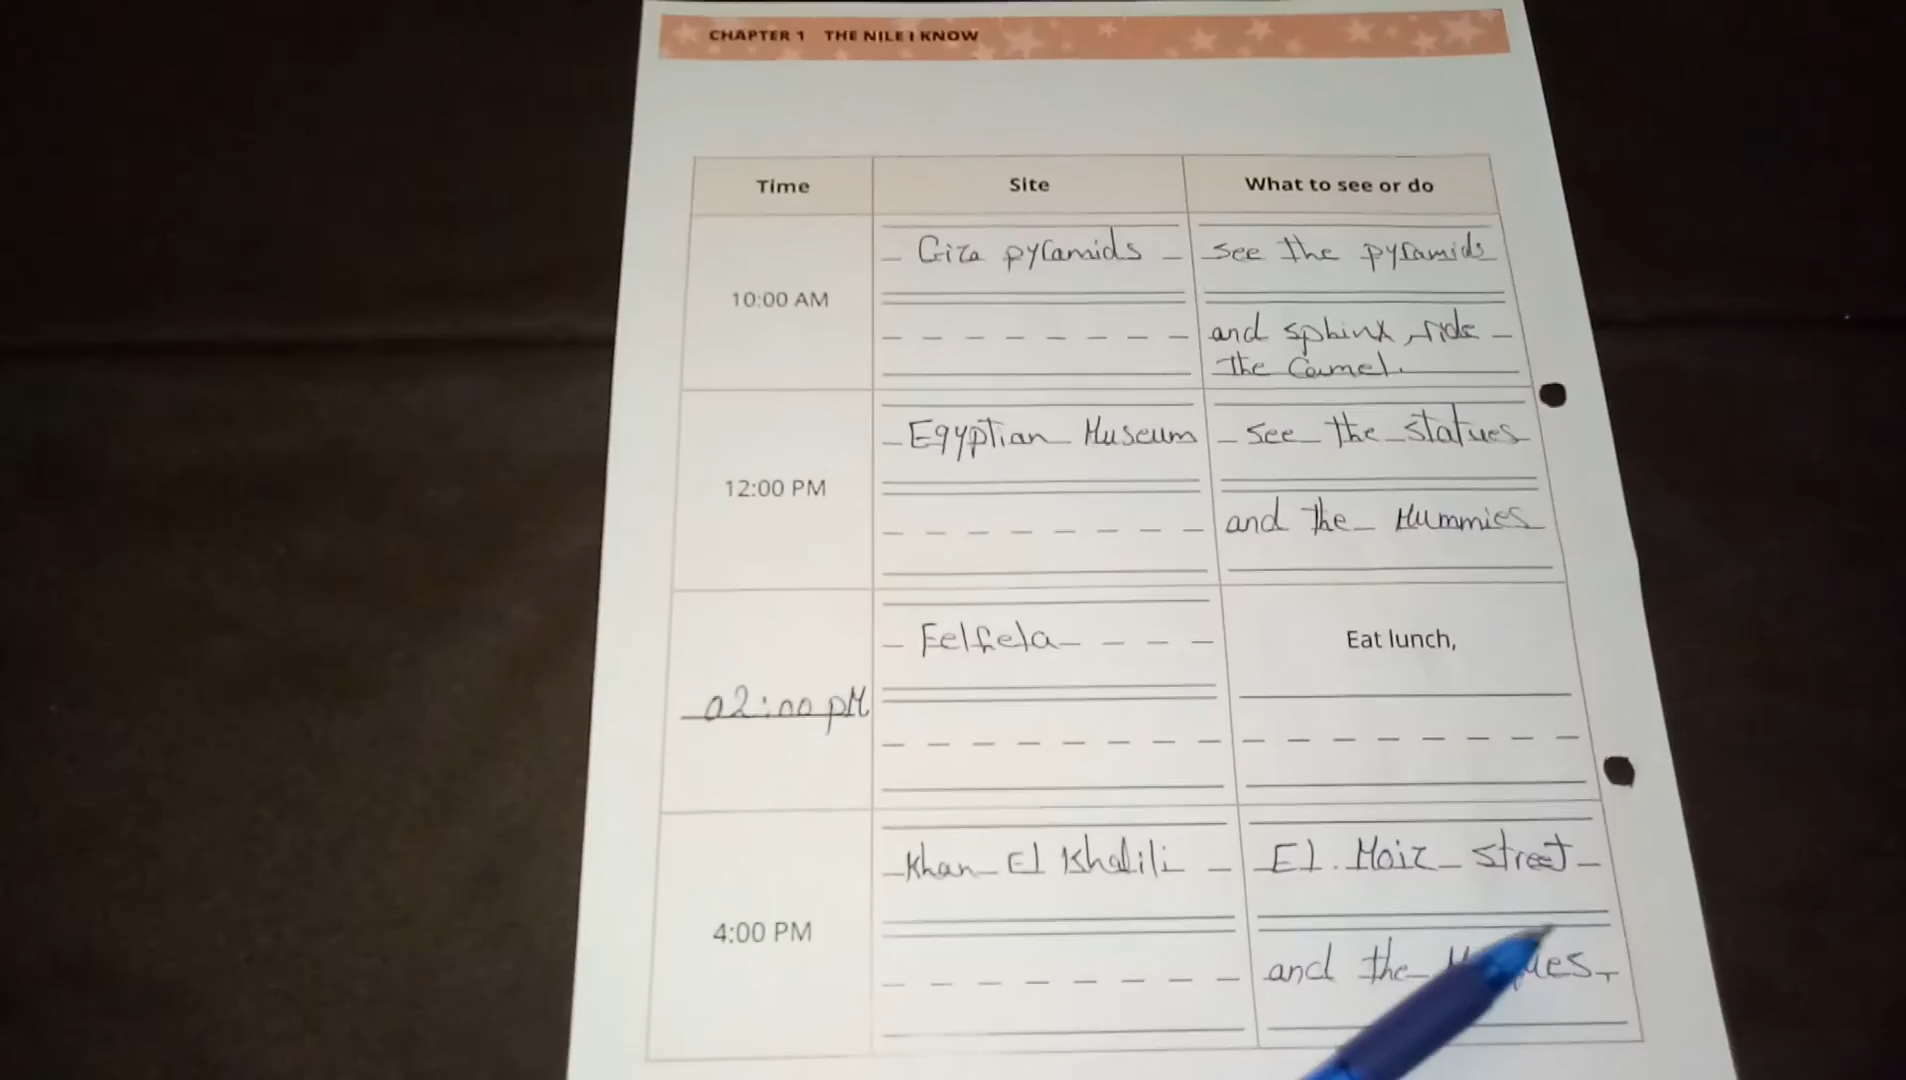 CHAPTER 1 THE NILE I KNOW
Time Site What to see or do
10:00 AM
Giza pyramids
see the pyramids
and sphinx, ride
The Camel.
12:00 PM
Egyptian Museum
see the statues
and the Mummies
02:00 pM
Felfela
Eat lunch,
4:00 PM
Khan El Khalili
El. Moiz street
and the